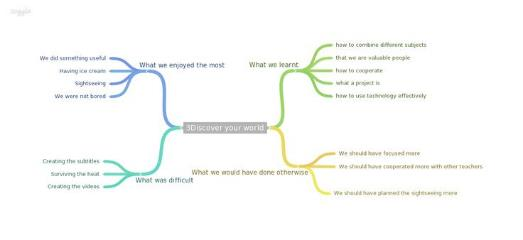 coggle
What we enjoyed the most
We did something useful
Having ice cream
Sightseeing
We were not bored
What we learnt
how to combine different subjects
that we are valuable people
how to cooperate
what a project is
how to use technology effectively
3Discover your world
What was difficult
Creating the subtitles
Surviving the heat
Creating the videos
What we would have done otherwise
We should have focused more
We should have cooperated more with other teachers
We should have planned the sightseeing more